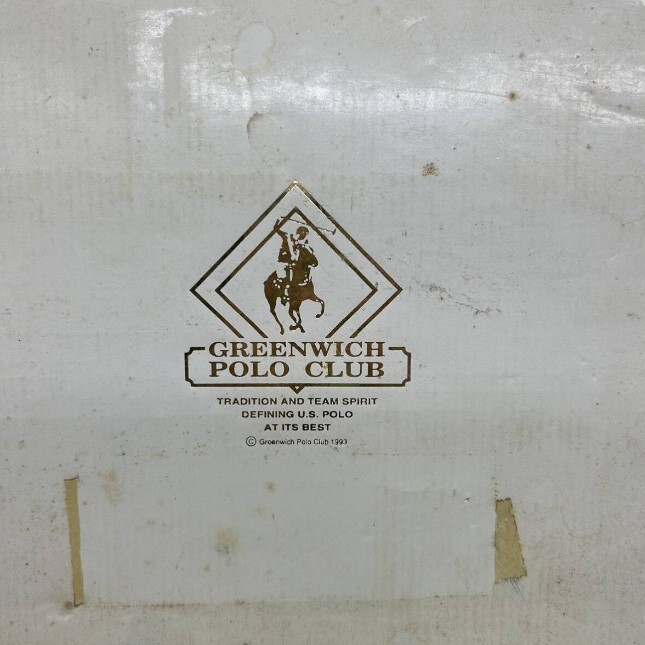 GREENWICH
POLO CLUB
TRADITION AND TEAM SPIRIT
DEFINING U.S. POLO
AT ITS BEST
© Greenwich Polo Club 1993